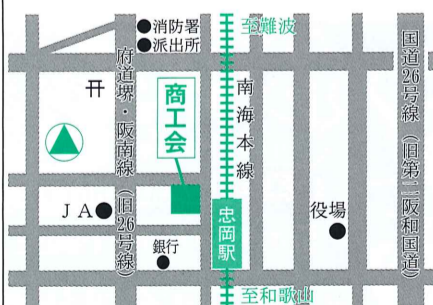 消防署
派出所
至難波
国道26号線(旧第二阪和国道)
府道堺・阪南線(旧26号線)
南海本線
商工会
JA
忠岡駅
役場
銀行
至和歌山